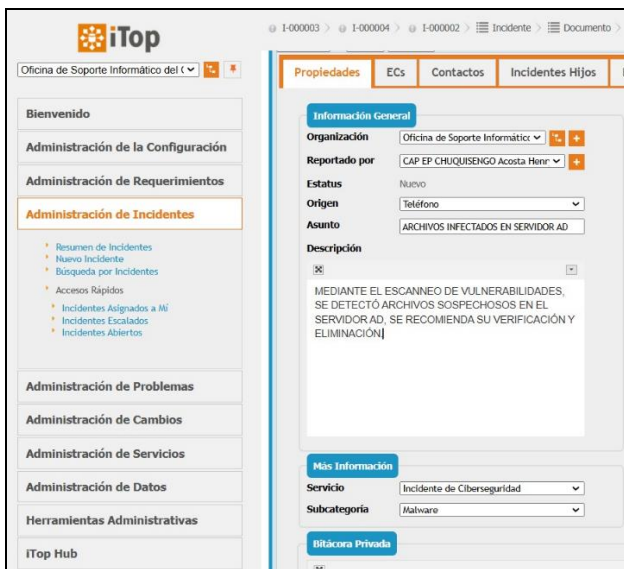 iTop
I-000003 > I-000004 > I-000002 > Incidente > Documento >
Oficina de Soporte Informático del (
Propiedades ECs Contactos Incidentes Hijos
Bienvenido
Administración de la Configuración
Administración de Requerimientos
Administración de Incidentes
Resumen de Incidentes
Nuevo Incidente
Búsqueda por Incidentes
Accesos Rápidos
Incidentes Asignados a Mí
Incidentes Escalados
Incidentes Abiertos
Administración de Problemas
Administración de Cambios
Administración de Servicios
Administración de Datos
Herramientas Administrativas
iTop Hub
Información General
Organización Oficina de Soporte Informátic
Reportado por CAP EP CHUQUISENGO Acosta Henr
Estatus Nuevo
Origen Teléfono
Asunto ARCHIVOS INFECTADOS EN SERVIDOR AD
Descripción
MEDIANTE EL ESCANNEO DE VULNERABILIDADES,
SE DETECTÓ ARCHIVOS SOSPECHOSOS EN EL
SERVIDOR AD, SE RECOMIENDA SU VERIFICACIÓN Y
ELIMINACIÓN.
Más Información
Servicio Incidente de Ciberseguridad
Subcategoría Malware
Bitácora Privada